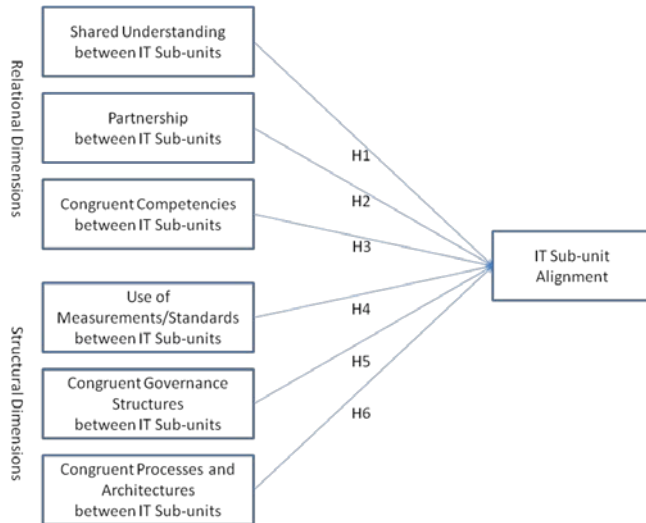 Relational Dimensions
Shared Understanding
between IT Sub-units
Partnership
between IT Sub-units
Congruent Competencies
between IT Sub-units
Structural Dimensions
Use of
Measurements/Standards
between IT Sub-units
Congruent Governance
Structures
between IT Sub-units
Congruent Processes and
Architectures
between IT Sub-units
H1
H2
H3
H4
H5
H6
IT Sub-unit
Alignment